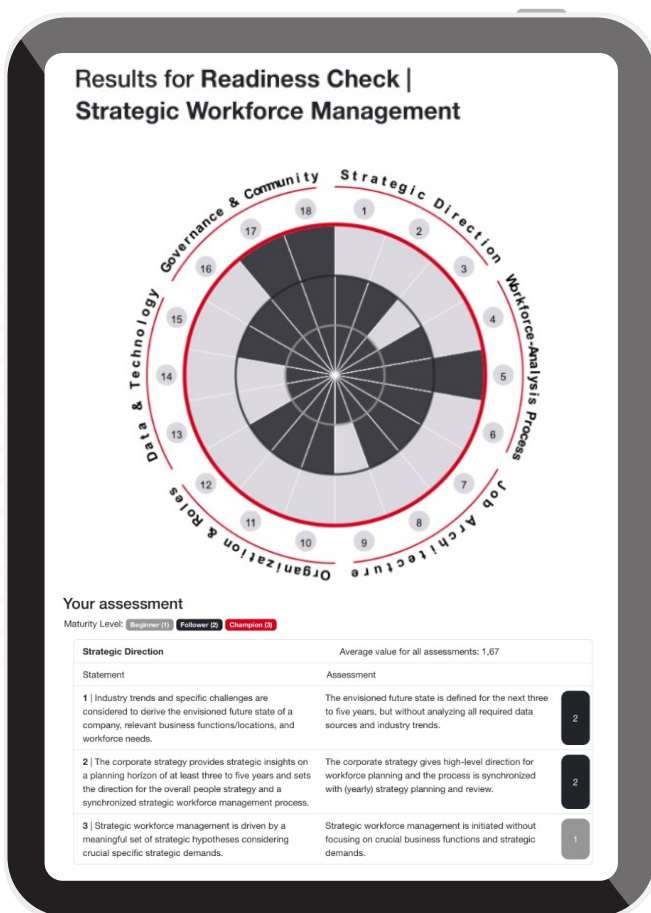 Results for Readiness Check |
Strategic Workforce Management
Governance & Community
Strategic Direction
Workforce-Analysis Process
Job Architecture
Organization & Roles
Data & Technology
1
2
3
4
5
6
7
8
9
10
11
12
13
14
15
16
17
18
Your assessment
Maturity Level: Beginner (1) Follower (2) Champion (3)
Strategic Direction Average value for all assessments: 1,67
Statement Assessment
1 | Industry trends and specific challenges are
considered to derive the envisioned future state of a
company, relevant business functions/locations, and
workforce needs.
The envisioned future state is defined for the next three
to five years, but without analyzing all required data
sources and industry trends.
2
2 | The corporate strategy provides strategic insights on
a planning horizon of at least three to five years and sets
the direction for the overall people strategy and a
synchronized strategic workforce management process.
The corporate strategy gives high-level direction for
workforce planning and the process is synchronized
with (yearly) strategy planning and review.
2
3 | Strategic workforce management is driven by a
meaningful set of strategic hypotheses considering
crucial specific strategic demands.
Strategic workforce management is initiated without
focusing on crucial business functions and strategic
demands.
1